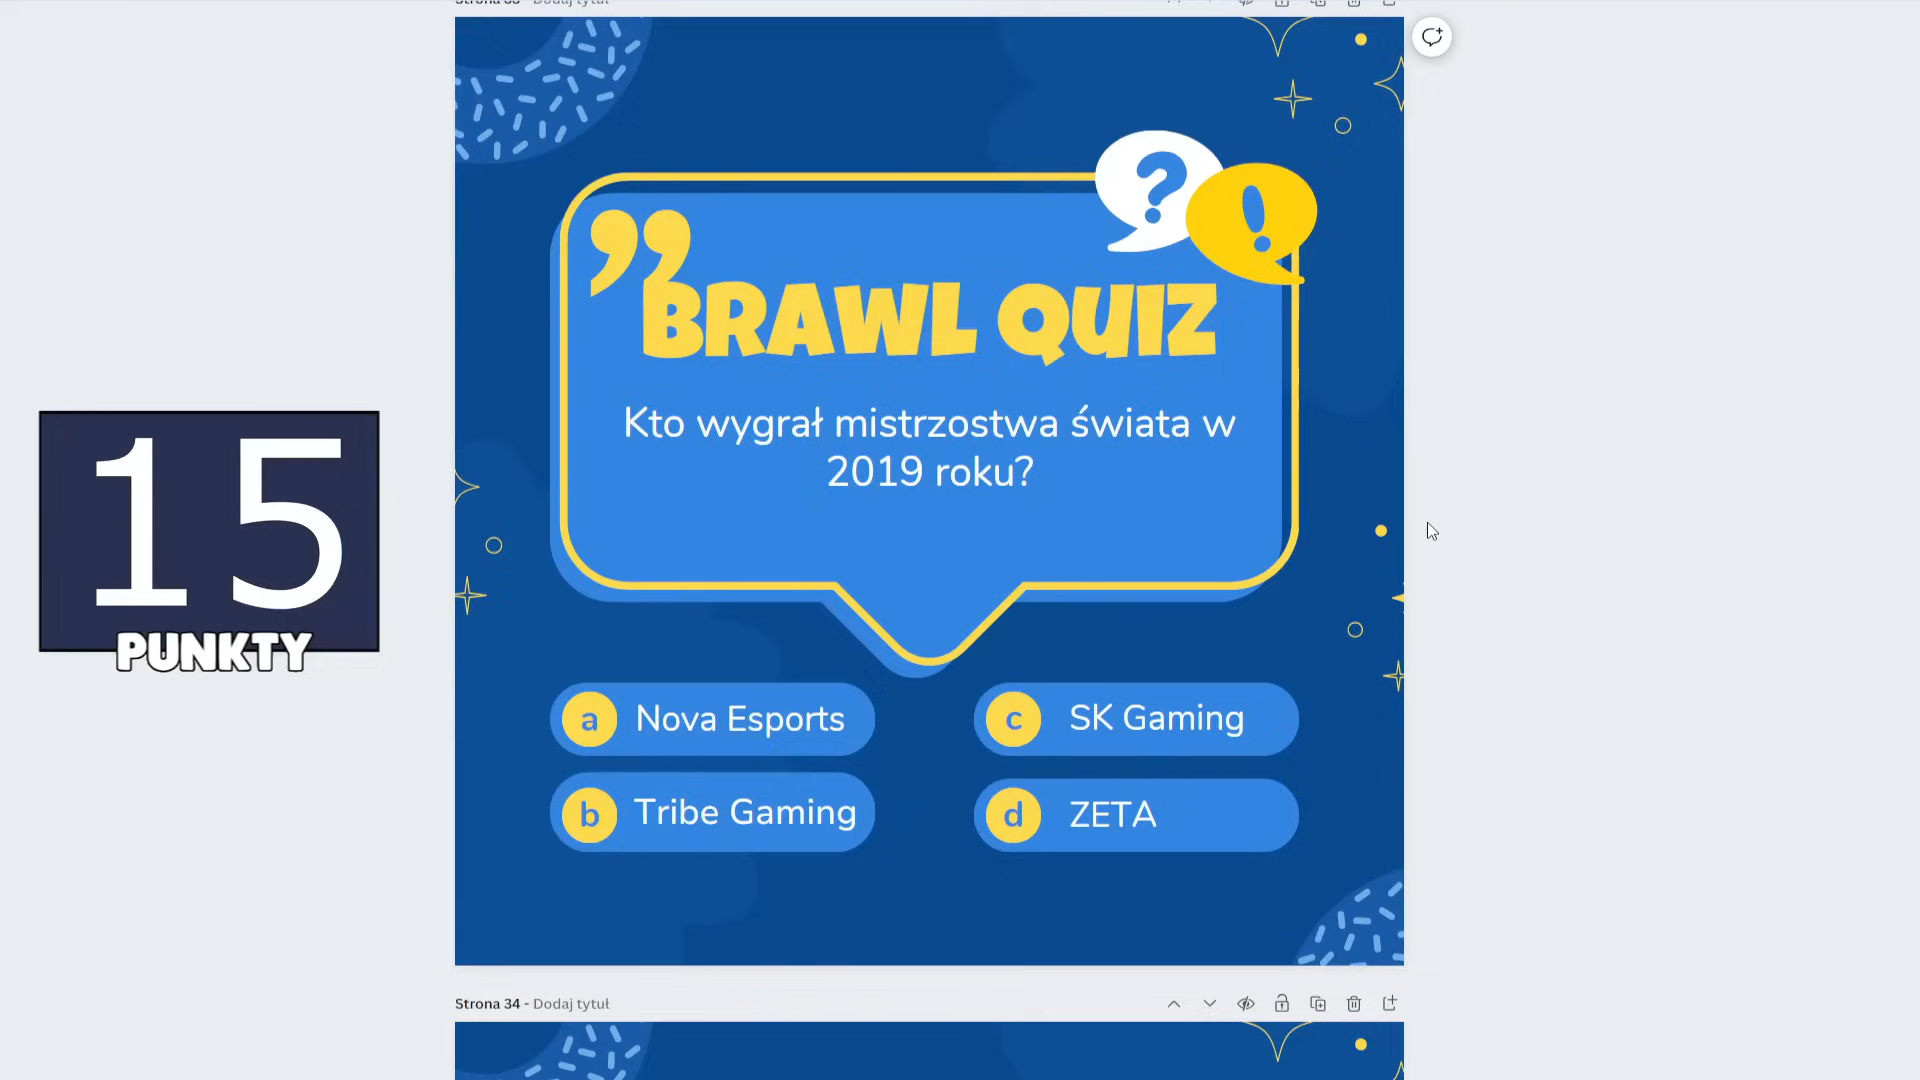 BRAWL QUIZ
Kto wygrał mistrzostwa świata w
2019 roku?
15
PUNKTY
a Nova Esports
c SK Gaming
b Tribe Gaming
d ZETA
Strona 34 - Dodaj tytuł